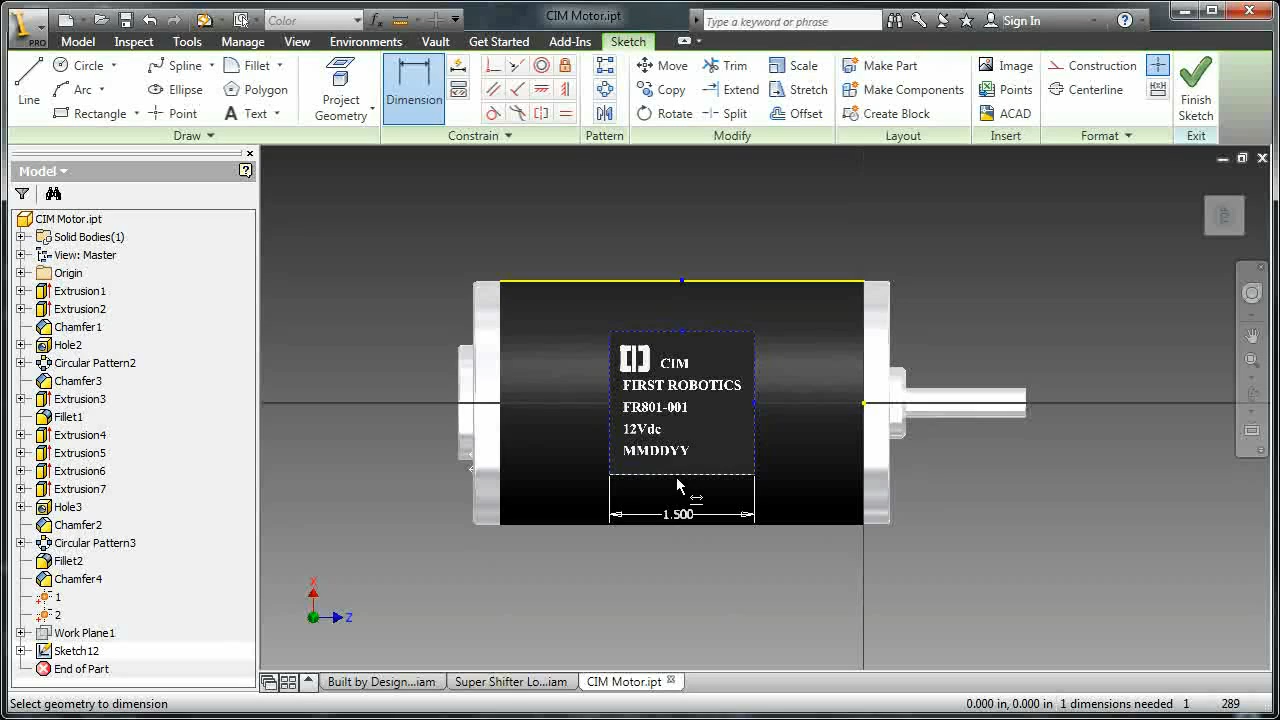 Color
CIM Motor.ipt
Type a keyword or phrase
Sign In
PRO
Model
Inspect
Tools
Manage
View
Environments
Vault
Get Started
Add-Ins
Sketch
Line
Circle
Arc
Rectangle
Spline
Ellipse
Point
Fillet
Polygon
Text
Project
Geometry
Dimension
Move
Copy
Rotate
Trim
Extend
Split
Scale
Stretch
Offset
Make Part
Make Components
Create Block
Image
Points
ACAD
Construction
Centerline
Finish
Sketch
Draw
Constrain
Pattern
Modify
Layout
Insert
Format
Exit
Model
CIM Motor.ipt
Solid Bodies(1)
View: Master
Origin
Extrusion1
Extrusion2
Chamfer1
Hole2
Circular Pattern2
Chamfer3
Extrusion3
Fillet1
Extrusion4
Extrusion5
Extrusion6
Extrusion7
Hole3
Chamfer2
Circular Pattern3
Fillet2
Chamfer4
1
2
Work Plane1
Sketch12
End of Part
CIM
FIRST ROBOTICS
FR801-001
12Vdc
MMDDYY
1.500
X
Z
Built by Design...iam
Super Shifter Lo...iam
CIM Motor.ipt
Select geometry to dimension
0.000 in, 0.000 in
1 dimensions needed
1
289